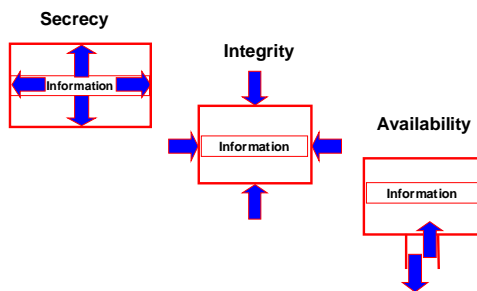 Secrecy
Information
Integrity
Information
Availability
Information